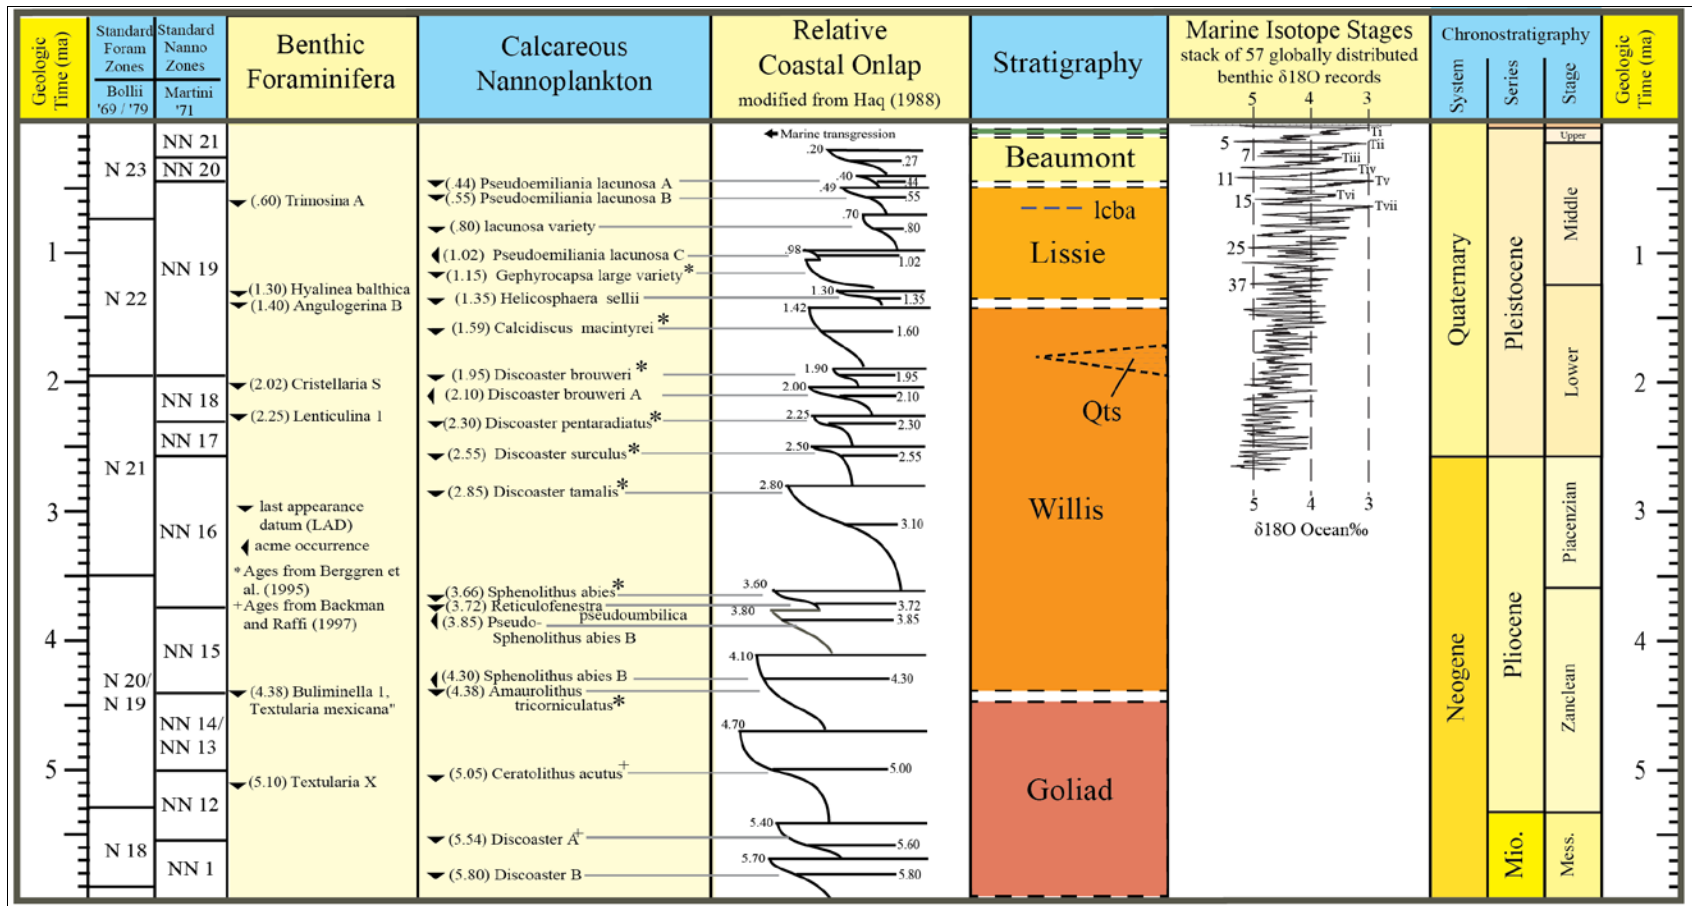 Geologic
Time (ma)
Standard
Foram
Zones
Bollii
'69 / '79
Standard
Nanno
Zones
Martini
'71
Benthic
Foraminifera
Calcareous
Nannoplankton
Relative
Coastal Onlap
modified from Haq (1988)
Stratigraphy
Marine Isotope Stages
stack of 57 globally distributed
benthic δ18O records
5 4 3
Chronostratigraphy
System
Series
Stage
Geologic
Time (ma)
1
2
3
4
5
N 23
N 22
N 21
N 20/
N 19
N 18
NN 21
NN 20
NN 19
NN 18
NN 17
NN 16
NN 15
NN 14/
NN 13
NN 12
NN 1
(.60) Trimosina A
(1.30) Hyalinea balthica
(1.40) Angulogerina B
(2.02) Cristellaria S
(2.25) Lenticulina 1
last appearance
datum (LAD)
acme occurrence
*Ages from Berggren et
al. (1995)
+Ages from Backman
and Raffi (1997)
(4.38) Buliminella 1,
Textularia mexicana"
(5.10) Textularia X
(.44) Pseudoemiliania lacunosa A
(.55) Pseudoemiliania lacunosa B
(.80) lacunosa variety
(1.02) Pseudoemiliania lacunosa C
(1.15) Gephyrocapsa large variety*
(1.35) Helicosphaera sellii
(1.59) Calcidiscus macintyrei *
(1.95) Discoaster brouweri *
(2.10) Discoaster brouweri A
(2.30) Discoaster pentaradiatus*
(2.55) Discoaster surculus*
(2.85) Discoaster tamalis*
(3.66) Sphenolithus abies*
(3.72) Reticulofenestra
pseudoumbilica
(3.85) Pseudo-
Sphenolithus abies B
(4.30) Sphenolithus abies B
(4.38) Amaurolithus
tricorniculatus*
(5.05) Ceratolithus acutus+
(5.54) Discoaster A+
(5.80) Discoaster B
Marine transgression
.20
.27
.40
.44
.49
.55
.70
.80
.98
1.02
1.30
1.35
1.42
1.60
1.90
1.95
2.00
2.10
2.25
2.30
2.50
2.55
2.80
3.10
3.60
3.72
3.80
3.85
4.10
4.30
4.70
5.00
5.40
5.60
5.70
5.80
Beaumont
lcba
Lissie
Qts
Willis
Goliad
Ti
5
Tii
7
Tiii
Tiv
11
Tv
Tvi
15
Tvii
25
37
5 4 3
δ18O Ocean‰
Quaternary
Neogene
Pleistocene
Pliocene
Mio.
Upper
Middle
Lower
Piacenzian
Zanclean
Mess.
1
2
3
4
5